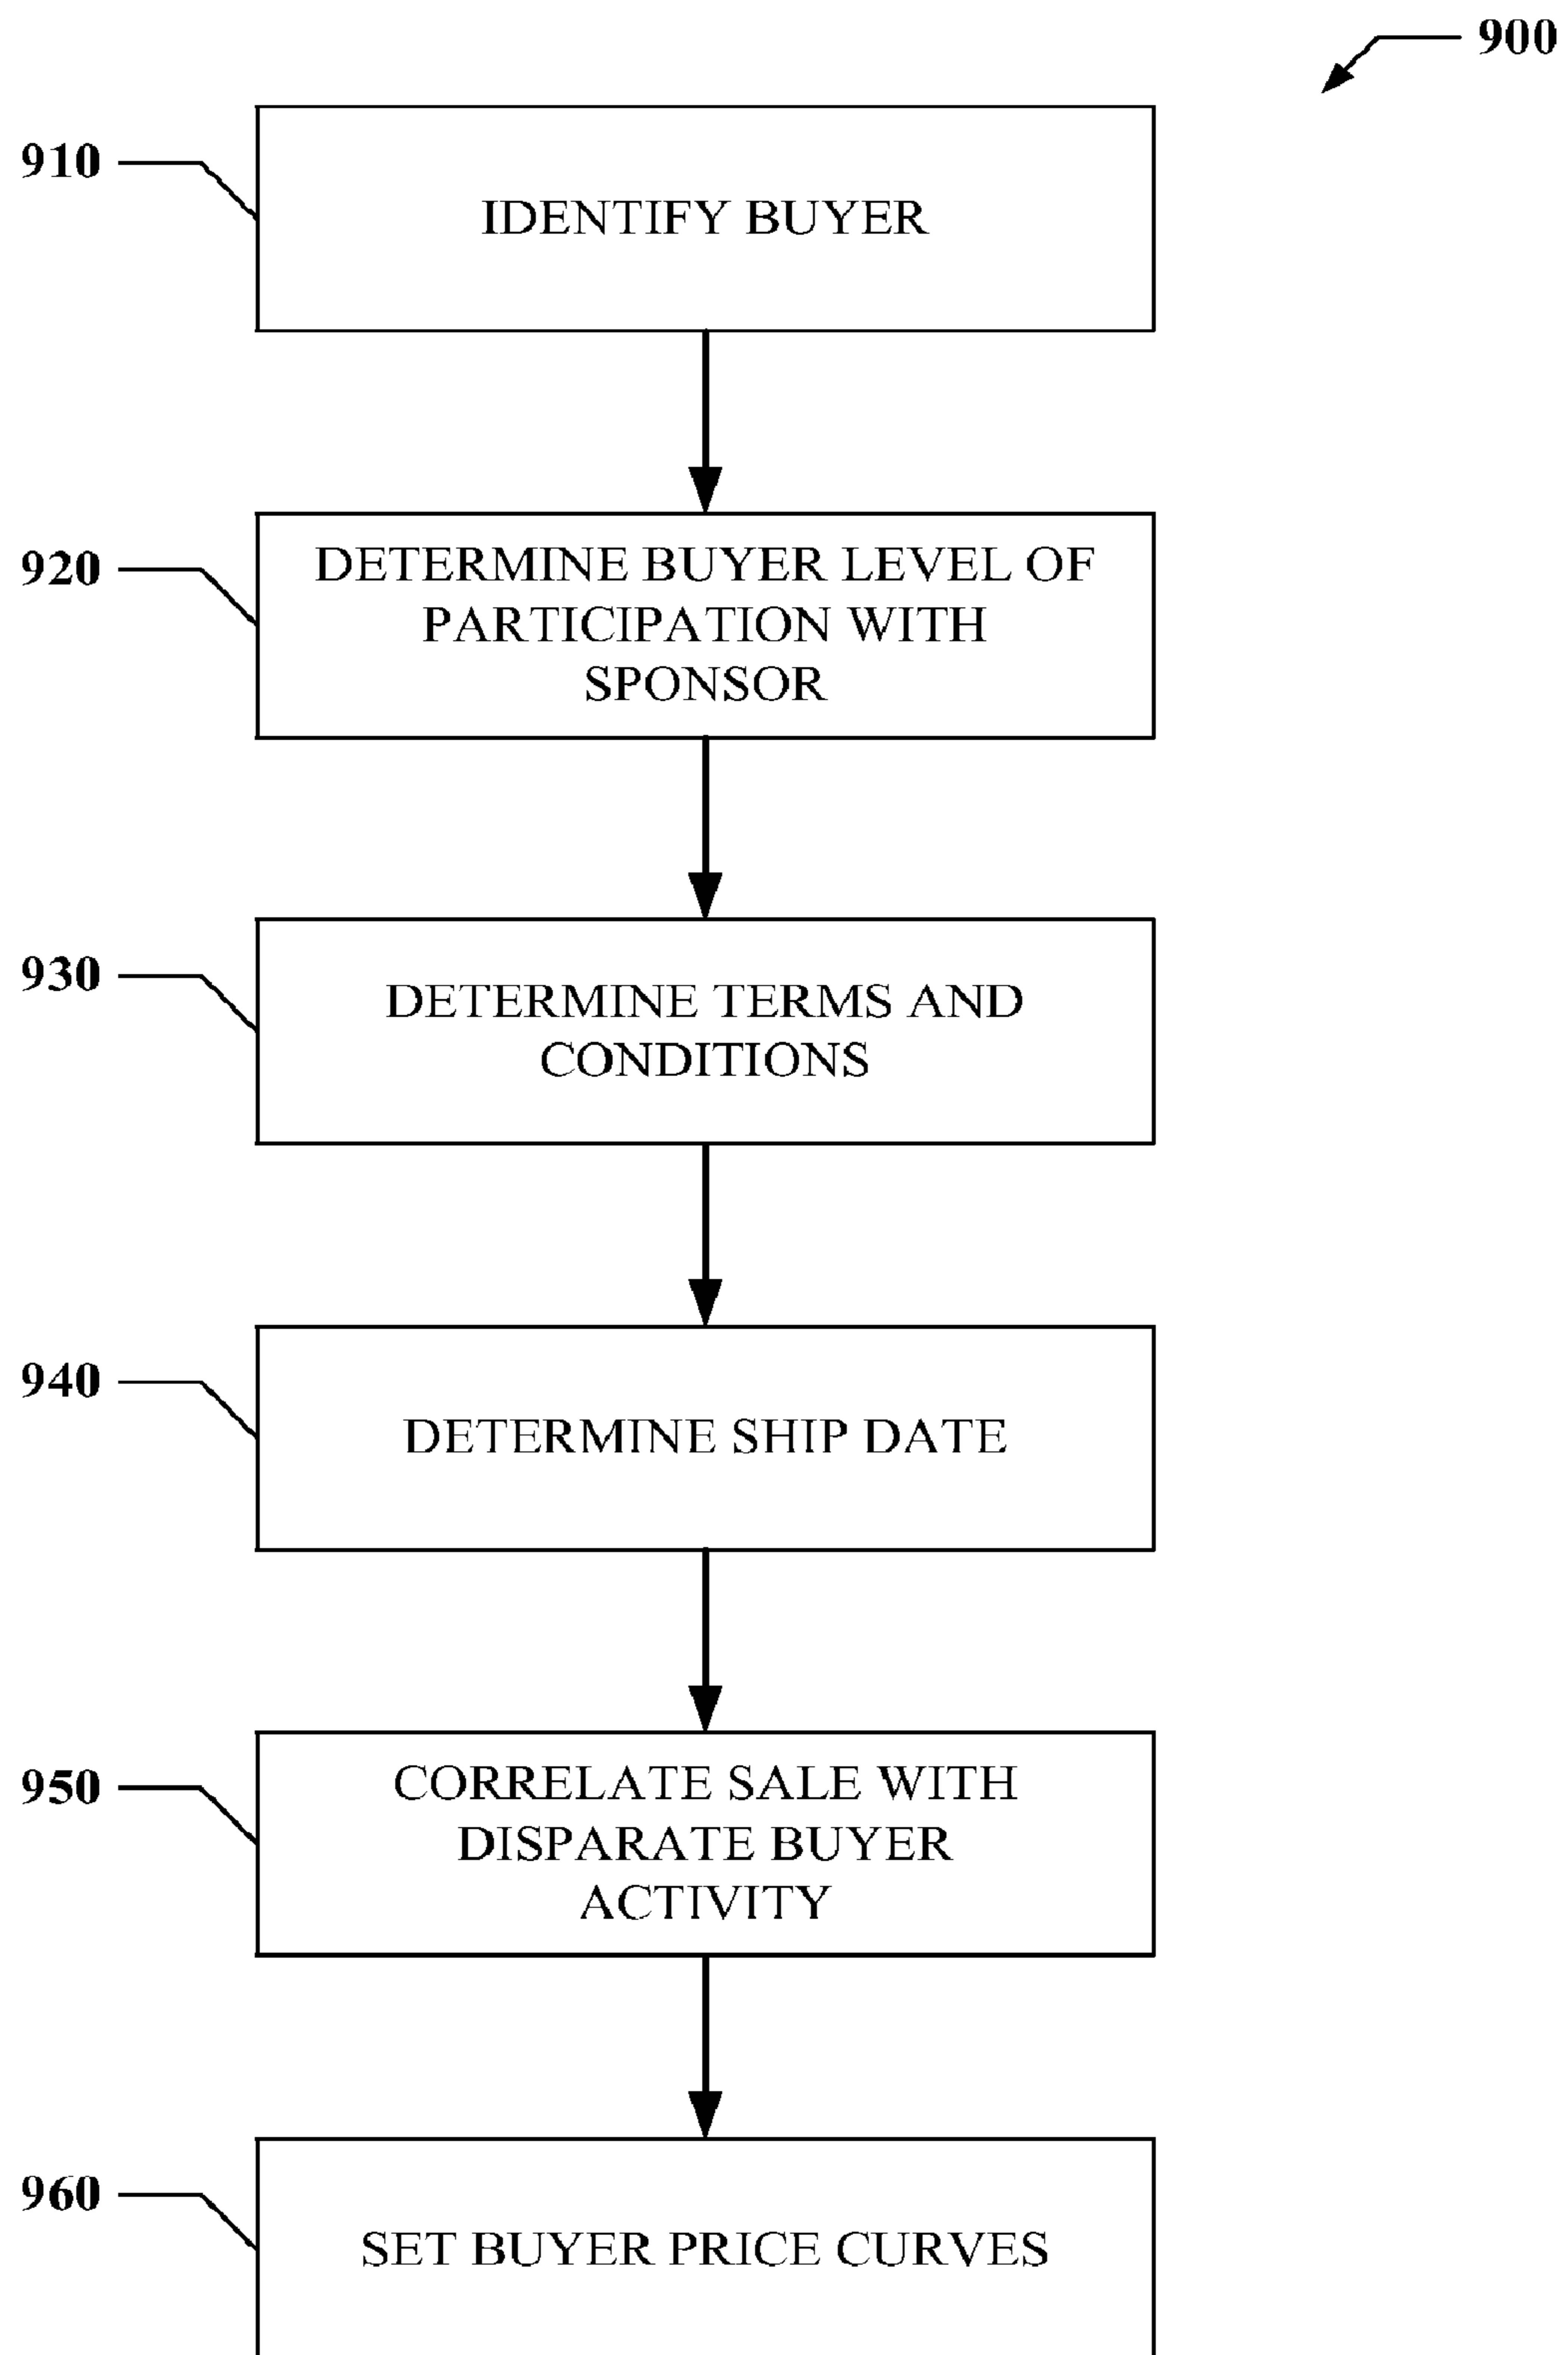 900
910
IDENTIFY BUYER
920
DETERMINE BUYER LEVEL OF
PARTICIPATION WITH
SPONSOR
930
DETERMINE TERMS AND
CONDITIONS
940
DETERMINE SHIP DATE
950
CORRELATE SALE WITH
DISPARATE BUYER
ACTIVITY
960
SET BUYER PRICE CURVES